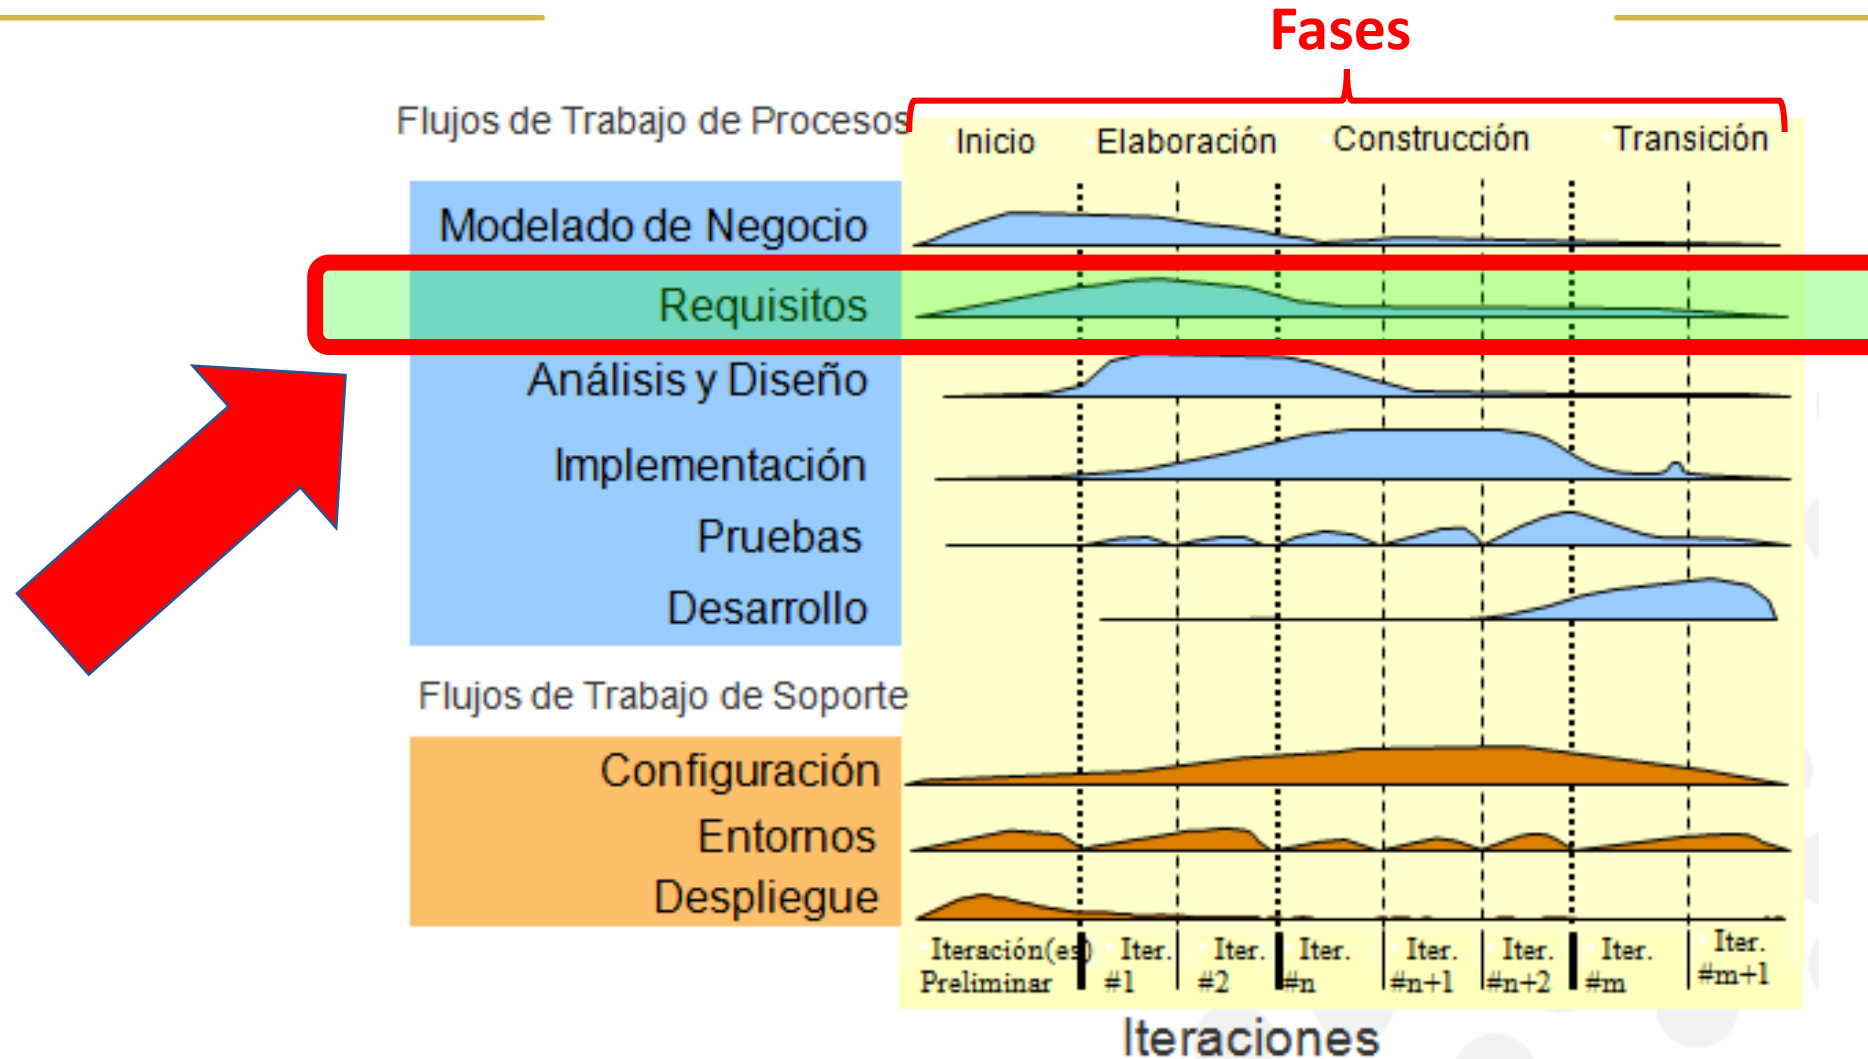 Fases
Flujos de Trabajo de Procesos
Inicio Elaboración Construcción Transición
Modelado de Negocio
Requisitos
Análisis y Diseño
Implementación
Pruebas
Desarrollo
Flujos de Trabajo de Soporte
Configuración
Entornos
Despliegue
Iteración(es) Iter. Iter. Iter. Iter. Iter. Iter. Iter.
Preliminar #1 #2 #n #n+1 #n+2 #m #m+1
Iteraciones